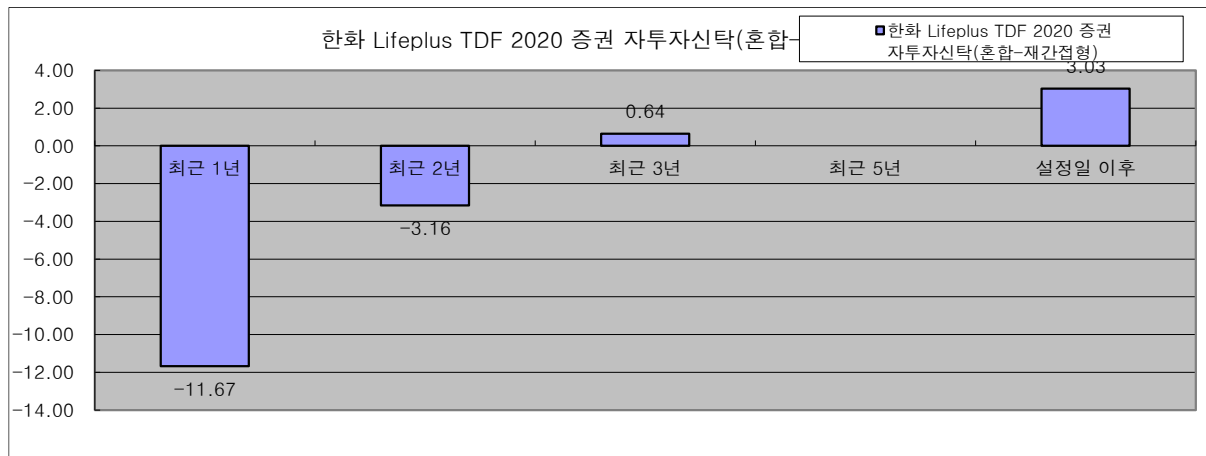 한화 Lifeplus TDF 2020 증권 자투자신탁(혼합-
한화 Lifeplus TDF 2020 증권
자투자신탁(혼합-재간접형)
4.00
2.00
0.00
-2.00
-4.00
-6.00
-8.00
-10.00
-12.00
-14.00
최근 1년
최근 2년
최근 3년
최근 5년
설정일 이후
-11.67
-3.16
0.64
3.03